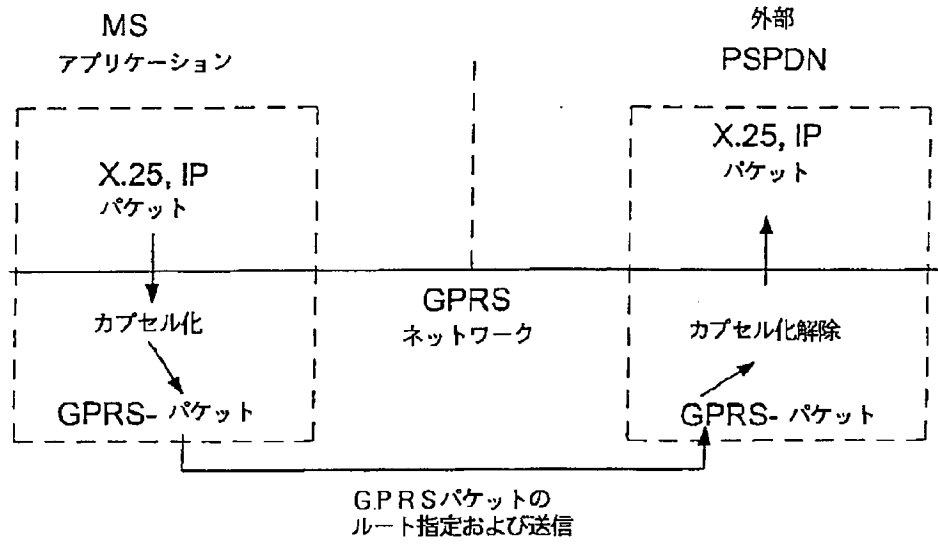 MS
アプリケーション
外部
PSPDN
X.25, IP
パケット
X.25, IP
パケット
GPRS
ネットワーク
カプセル化
カプセル化解除
GPRS- パケット
GPRS- パケット
GPRSパケットの
ルート指定および送信